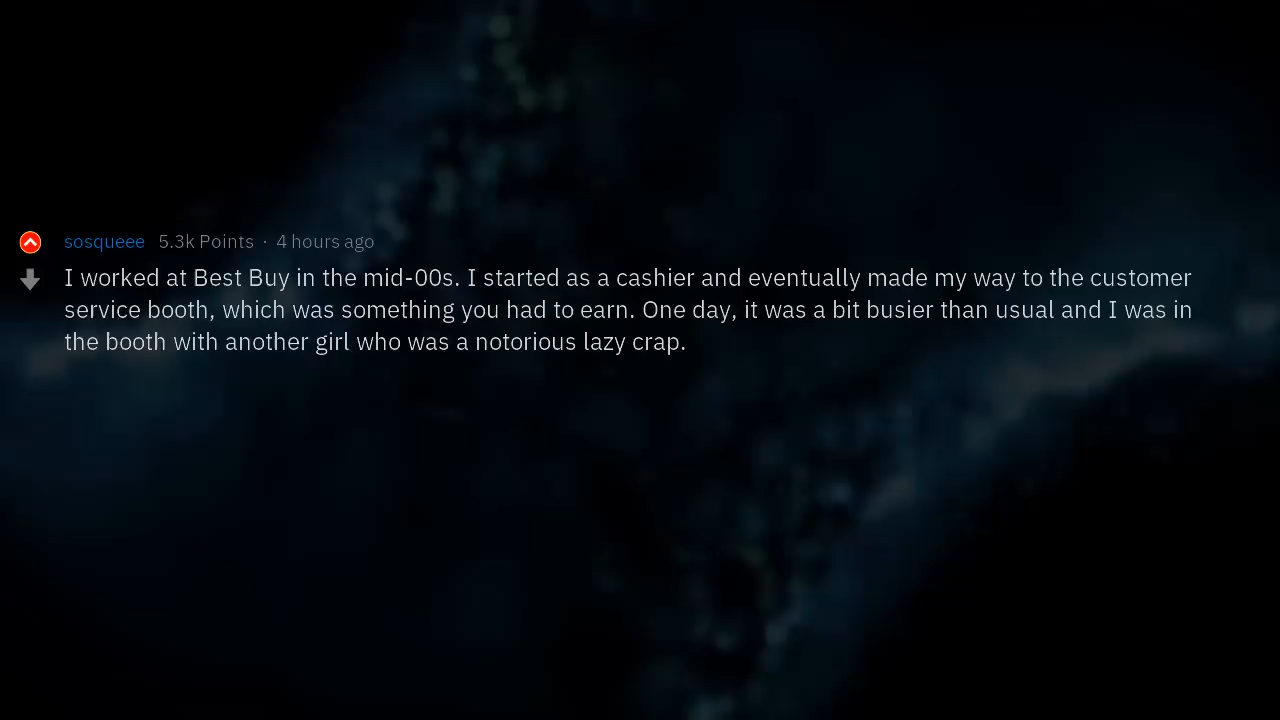 sosqueee 5.3k Points · 4 hours ago
I worked at Best Buy in the mid-00s. I started as a cashier and eventually made my way to the customer
service booth, which was something you had to earn. One day, it was a bit busier than usual and I was in
the booth with another girl who was a notorious lazy crap.